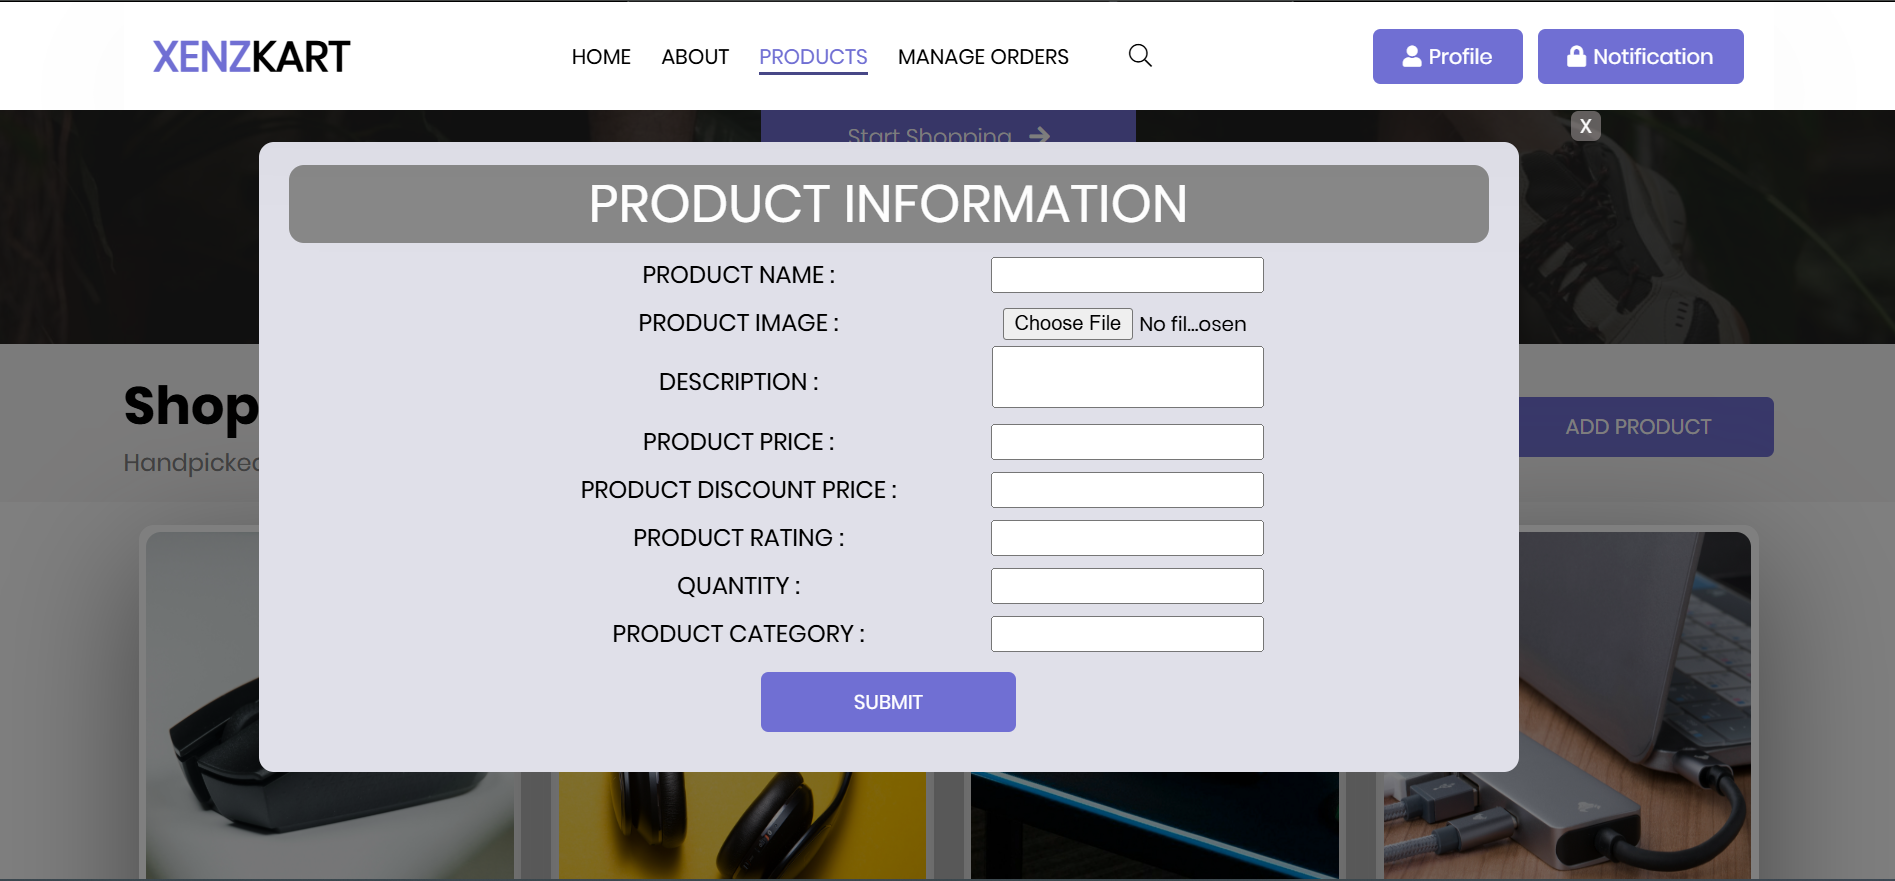 XENZKART
HOME ABOUT PRODUCTS MANAGE ORDERS
Profile Notification
Start Shopping
X
PRODUCT INFORMATION
PRODUCT NAME :
PRODUCT IMAGE : Choose File No fil...osen
DESCRIPTION :
Shop
ADD PRODUCT
PRODUCT PRICE :
Handpicked
PRODUCT DISCOUNT PRICE :
PRODUCT RATING :
QUANTITY :
PRODUCT CATEGORY :
SUBMIT